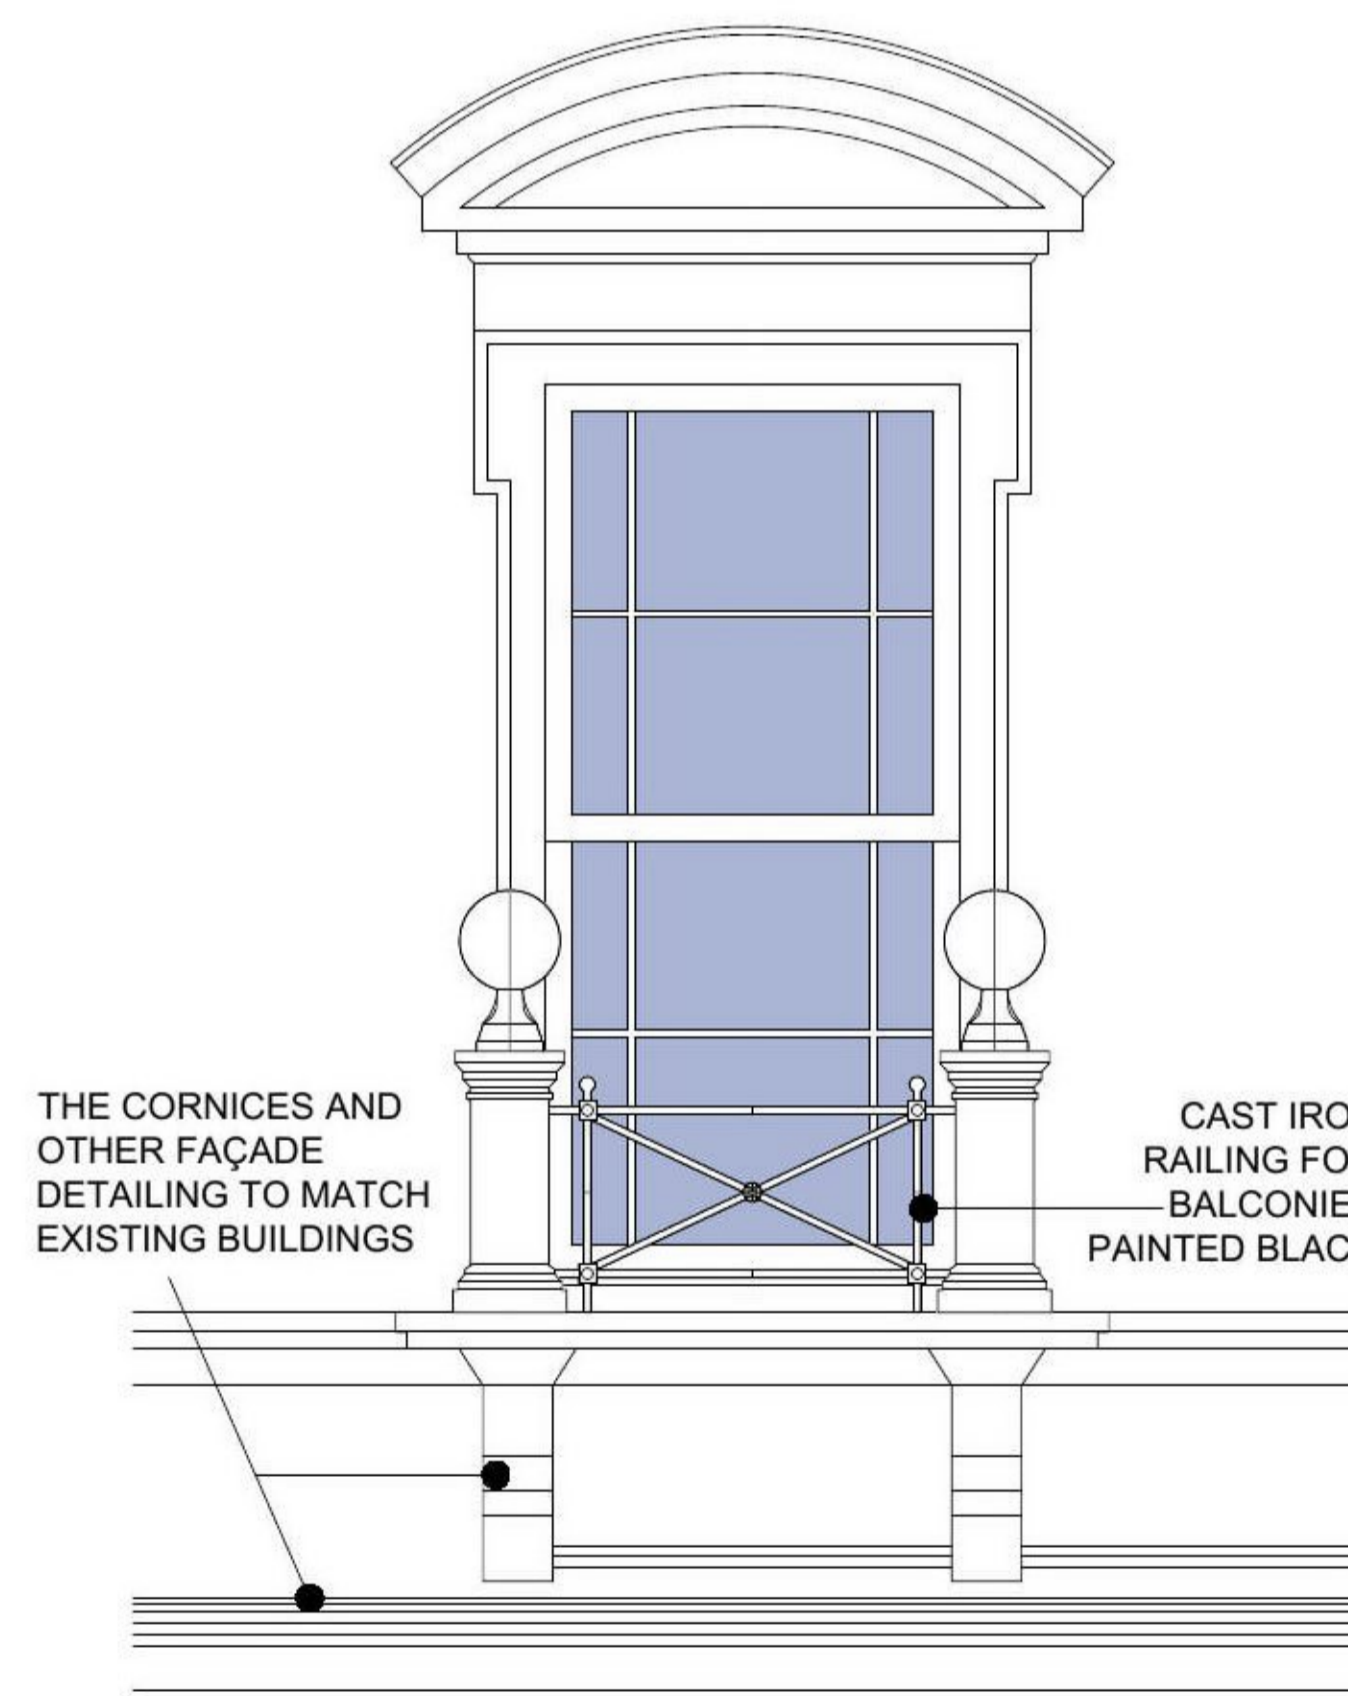 THE CORNICES AND
OTHER FAÇADE
DETAILING TO MATCH
EXISTING BUILDINGS
CAST IRO
RAILING FO
BALCONIE
PAINTED BLAC